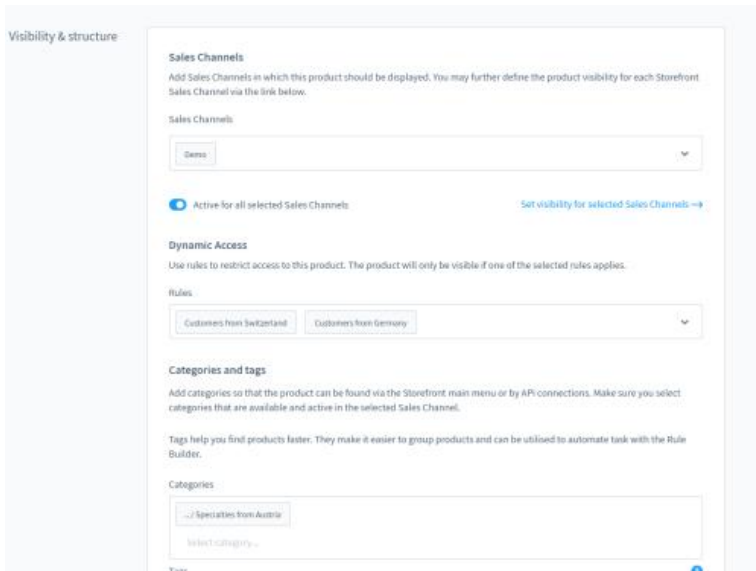 Visibility & structure
Sales Channels
Add Sales Channels in which this product should be displayed. You may further define the product visibility for each Storefront
Sales Channel via the link below.
Sales Channels
Demo
Active for all selected Sales Channels
Set visibility for selected Sales Channels →
Dynamic Access
Use rules to restrict access to this product. The product will only be visible if one of the selected rules applies.
Rules
Customers from Switzerland
Customers from Germany
Categories and tags
Add categories so that the product can be found via the Storefront main menu or by API connections. Make sure you select
categories that are available and active in the selected Sales Channel.
Tags help you find products faster. They make it easier to group products and can be utilised to automate task with the Rule
Builder.
Categories
.../ Specialties from Austria
Select category...
Tags